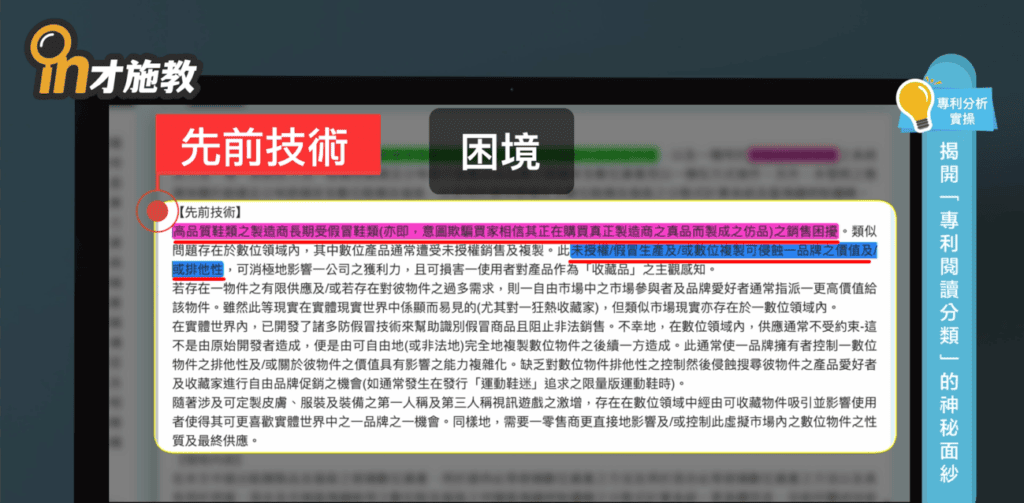 in才施教
專利分析
實操
揭開「專利閱讀分類」的神秘面紗
先前技術
困境
【先前技術】
高品質鞋類之製造商長期受假冒鞋類(亦即，意圖欺騙買家相信其正在購買真正製造商之真品而製成之仿品)之銷售困擾。類似
問題存在於數位領域內，其中數位產品通常遭受未授權銷售及複製。此未授權/假冒生產及/或數位複製可侵蝕一品牌之價值及/
或排他性，可消極地影響一公司之獲利力，且可損害一使用者對產品作為「收藏品」之主觀感知。
若存在一物件之有限供應及/或若存在對彼物件之過多需求，則一自由市場中之市場參與者及品牌愛好者通常指派一更高價值給
該物件。雖然此等現實在實體現實世界中係顯而易見的(尤其對一狂熱收藏家)，但類似市場現實亦存在於一數位領域內。
在實體世界內，已開發了諸多防假冒技術來幫助識別假冒商品且阻止非法銷售。不幸地，在數位領域內，供應通常不受約束-這
不是由原始開發者造成，便是由可自由地(或非法地)完全地複製數位物件之後續一方造成。此通常使一品牌擁有者控制一數位
物件之排他性及/或關於彼物件之價值具有影響之能力複雜化。缺乏對數位物件排他性之控制然後侵蝕搜尋彼物件之產品愛好者
及收藏家進行自由品牌促銷之機會(如通常發生在發行「運動鞋迷」追求之限量版運動鞋時)。
隨著涉及可定製皮膚、服裝及裝備之第一人稱及第三人稱視訊遊戲之激增，存在在數位領域中經由可收藏物件吸引並影響使用
者使得其可更喜歡實體世界中之一品牌之一機會。同樣地，需要一零售商更直接地影響及/或控制此虛擬市場內之數位物件之性
質及最終供應。